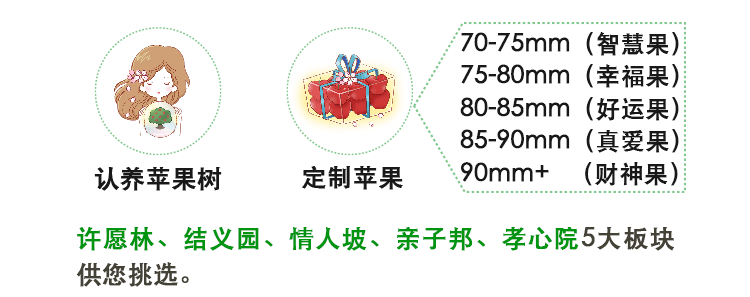 70-75mm（智慧果）
75-80mm（幸福果）
80-85mm（好运果）
85-90mm（真爱果）
90mm+ （财神果）
认养苹果树
定制苹果
许愿林、结义园、情人坡、亲子邦、孝心院5大板块
供您挑选。